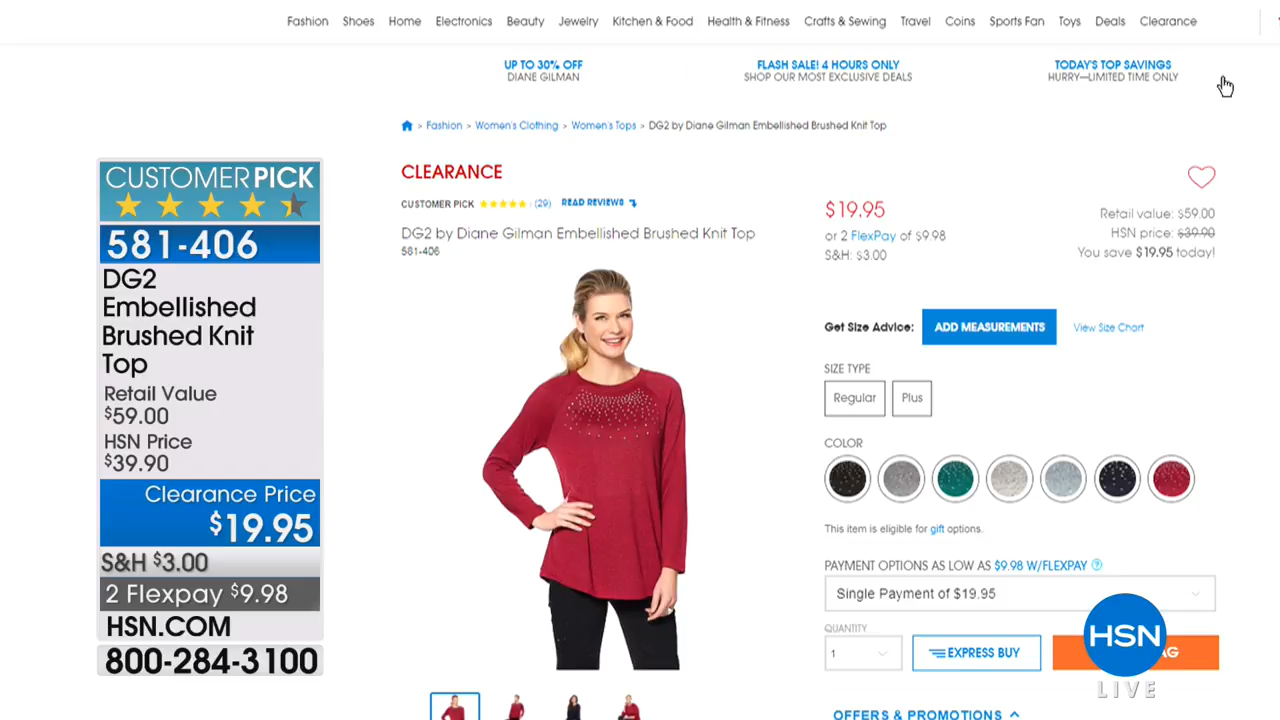 Fashion Shoes Home Electronics Beauty Jewelry Kitchen & Food Health & Fitness Crafts & Sewing Travel Coins Sports Fan Toys Deals Clearance
UP TO 30% OFF
DIANE GILMAN
FLASH SALE! 4 HOURS ONLY
SHOP OUR MOST EXCLUSIVE DEALS
TODAY'S TOP SAVINGS
HURRY—LIMITED TIME ONLY
> Fashion > Women's Clothing > Women's Tops > DG2 by Diane Gilman Embellished Brushed Knit Top
CUSTOMER PICK
581-406
DG2
Embellished
Brushed Knit
Top
Retail Value
$59.00
HSN Price
$39.90
Clearance Price
$19.95
S&H $3.00
2 Flexpay $9.98
HSN.COM
800-284-3100
CLEARANCE
CUSTOMER PICK (29) READ REVIEWS
DG2 by Diane Gilman Embellished Brushed Knit Top
581-406
$19.95
or 2 FlexPay of $9.98
S&H: $3.00
Retail value: $59.00
HSN price: $39.90
You save $19.95 today!
Get Size Advice: ADD MEASUREMENTS View Size Chart
SIZE TYPE
Regular Plus
COLOR
This item is eligible for gift options.
PAYMENT OPTIONS AS LOW AS $9.98 W/FLEXPAY ?
Single Payment of $19.95
QUANTITY
1
EXPRESS BUY
HSN
LIVE
OFFERS & PROMOTIONS